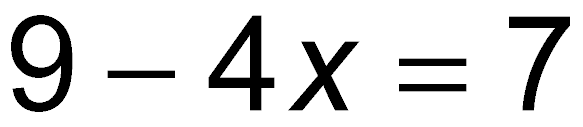 9 − 4x = 7